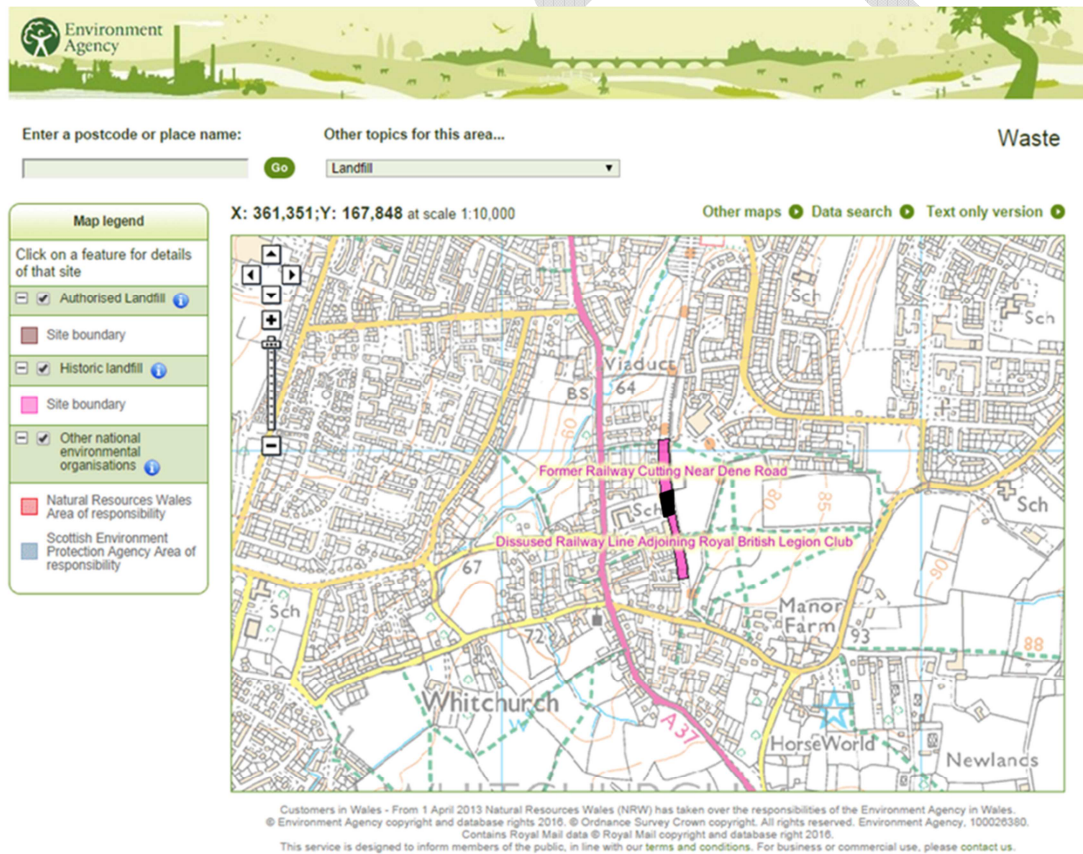 Environment
Agency
Enter a postcode or place name:
Other topics for this area...
Waste
Go
Landfill
Map legend
X: 361,351;Y: 167,848 at scale 1:10,000
Other maps
Data search
Text only version
Click on a feature for details
of that site
Authorised Landfill
Site boundary
Historic landfill
Site boundary
Other national
environmental
organisations
Natural Resources Wales
Area of responsibility
Scottish Environment
Protection Agency Area of
responsibility
Sch
Sch
Viaduct
BS 64
60
Former Railway Cutting Near Dene Road
80
85
Sch
Sch
Dissused Railway Line Adjoining Royal British Legion Club
67
90
Sch
Manor
Farm
93
72
88
Whitchurch
A 37
HorseWorld
Newlands
WHITCHURCH
Customers in Wales - From 1 April 2013 Natural Resources Wales (NRW) has taken over the responsibilities of the Environment Agency in Wales.
© Environment Agency copyright and database rights 2016. © Ordnance Survey Crown copyright. All rights reserved. Environment Agency, 100026380.
Contains Royal Mail data © Royal Mail copyright and database right 2016.
This service is designed to inform members of the public, in line with our terms and conditions. For business or commercial use, please contact us.